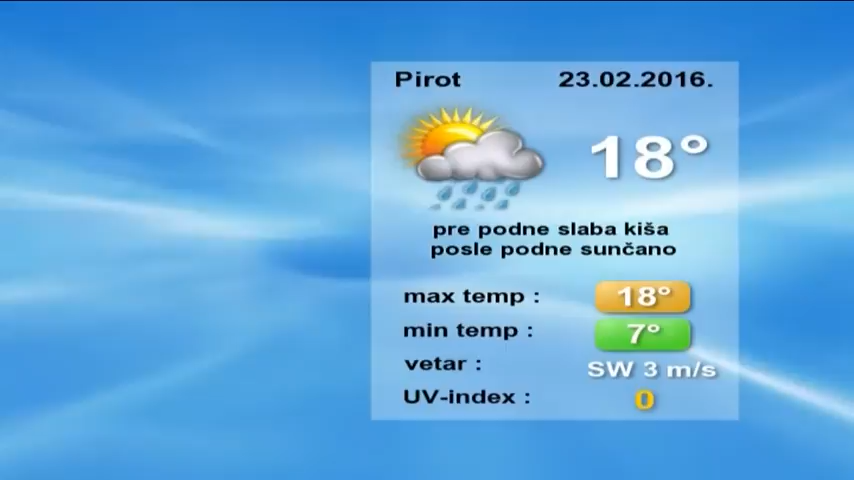 Pirot 23.02.2016.
18°
pre podne slaba kiša
posle podne sunčano
max temp : 18°
min temp : 7°
vetar : SW 3 m/s
UV-index : 0